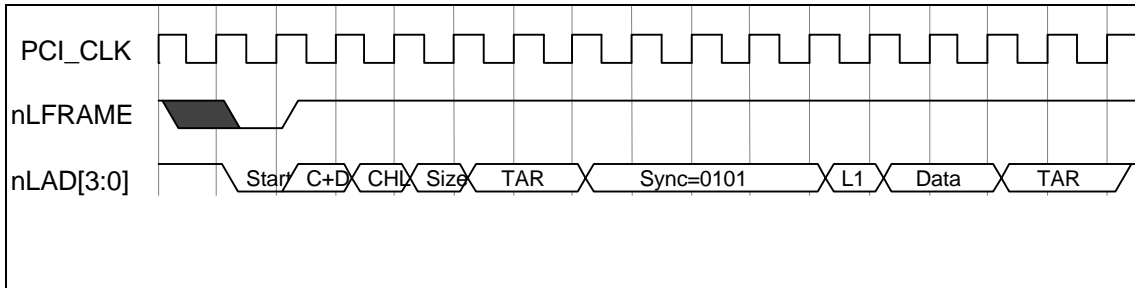 PCI_CLK
nLFRAME
nLAD[3:0] Start C+D CHL Size TAR Sync=0101 L1 Data TAR